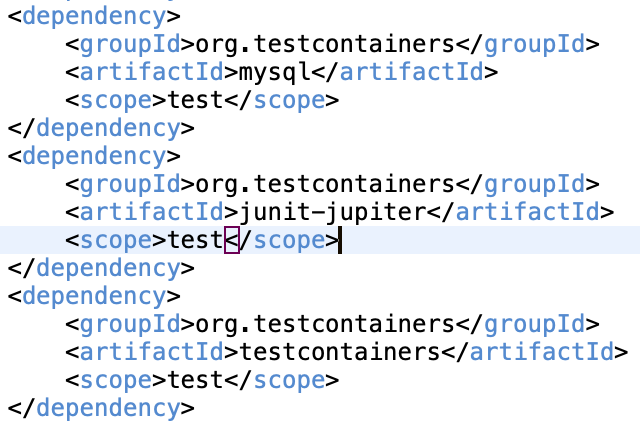 <dependency>
    <groupId>org.testcontainers</groupId>
    <artifactId>mysql</artifactId>
    <scope>test</scope>
</dependency>
<dependency>
    <groupId>org.testcontainers</groupId>
    <artifactId>junit-jupiter</artifactId>
    <scope>test</scope>
</dependency>
<dependency>
    <groupId>org.testcontainers</groupId>
    <artifactId>testcontainers</artifactId>
    <scope>test</scope>
</dependency>